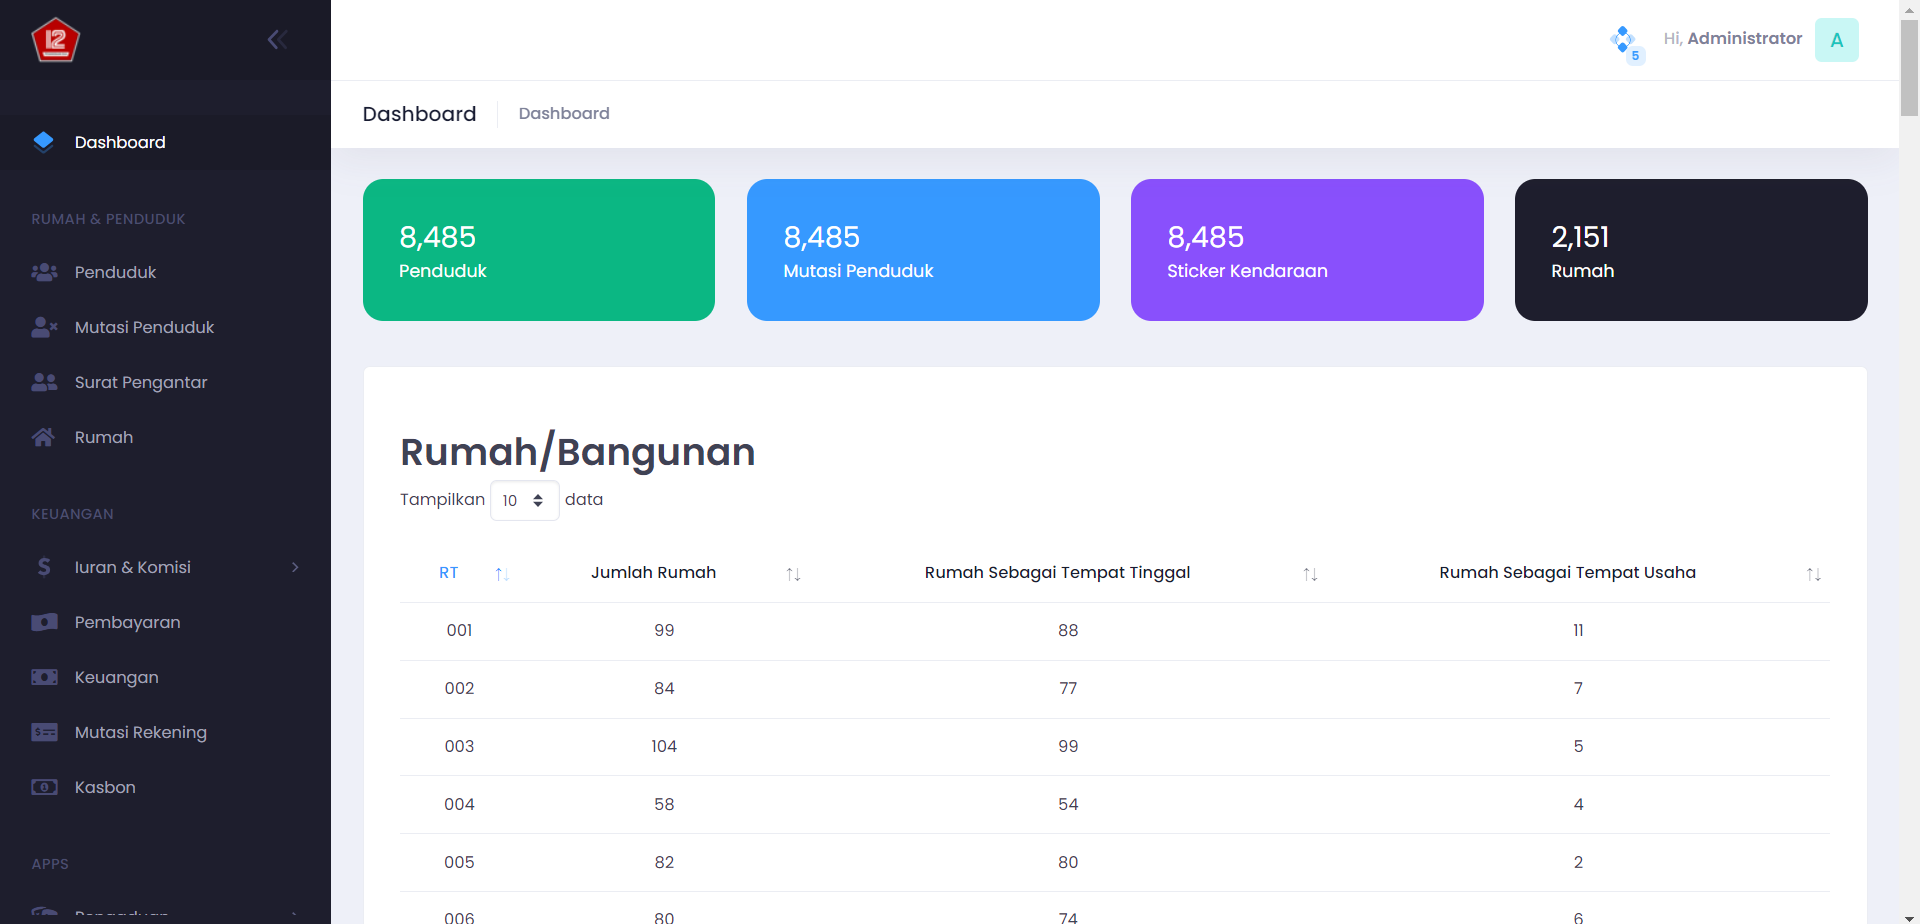 12
5
Hi, Administrator
A
Dashboard
Dashboard
Dashboard
RUMAH & PENDUDUK
Penduduk
Mutasi Penduduk
Surat Pengantar
Rumah
KEUANGAN
Iuran & Komisi
Pembayaran
Keuangan
Mutasi Rekening
Kasbon
APPS
Pengaduan
8,485
Penduduk
8,485
Mutasi Penduduk
8,485
Sticker Kendaraan
2,151
Rumah
Rumah/Bangunan
Tampilkan 10 data
RT Jumlah Rumah Rumah Sebagai Tempat Tinggal Rumah Sebagai Tempat Usaha
001 99 88 11
002 84 77 7
003 104 99 5
004 58 54 4
005 82 80 2
006 80 74 6